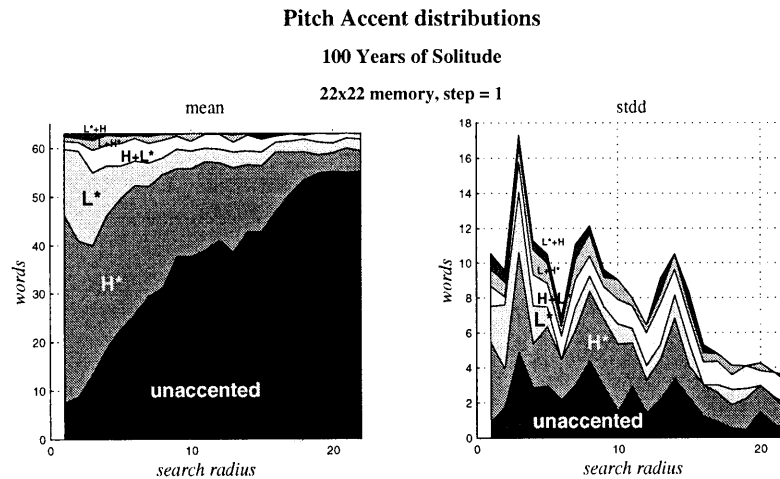 Pitch Accent distributions
100 Years of Solitude
22x22 memory, step = 1
mean
60
50
40
30
20
10
0
words
L*+H
L+H*
H+L*
L*
H*
unaccented
0
10
20
search radius
stdd
18
16
14
12
10
8
6
4
2
0
words
L*+H
L+H*
H+L*
L*
H*
unaccented
0
10
20
search radius